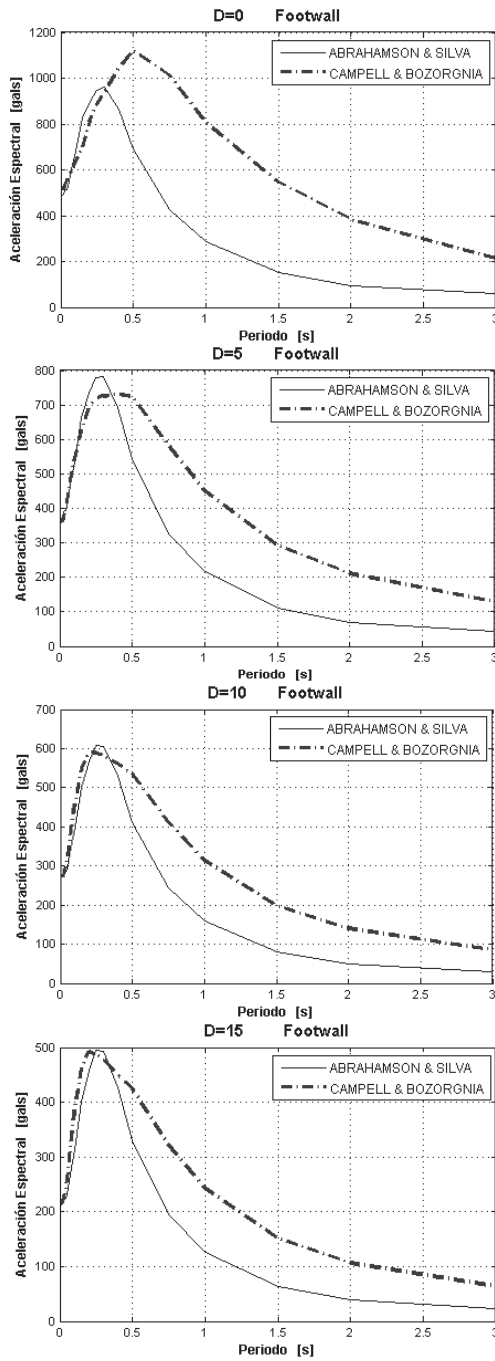 D=0 Footwall
1200
1000
800
600
400
200
0
Aceleración Espectral [gals]
ABRAHAMSON & SILVA
CAMPELL & BOZORGNIA
0 0.5 1 1.5 2 2.5 3
Periodo [s]
D=5 Footwall
800
700
600
500
400
300
200
100
0
Aceleración Espectral [gals]
ABRAHAMSON & SILVA
CAMPELL & BOZORGNIA
0 0.5 1 1.5 2 2.5 3
Periodo [s]
D=10 Footwall
700
600
500
400
300
200
100
0
Aceleración Espectral [gals]
ABRAHAMSON & SILVA
CAMPELL & BOZORGNIA
0 0.5 1 1.5 2 2.5 3
Periodo [s]
D=15 Footwall
500
400
300
200
100
0
Aceleración Espectral [gals]
ABRAHAMSON & SILVA
CAMPELL & BOZORGNIA
0 0.5 1 1.5 2 2.5 3
Periodo [s]